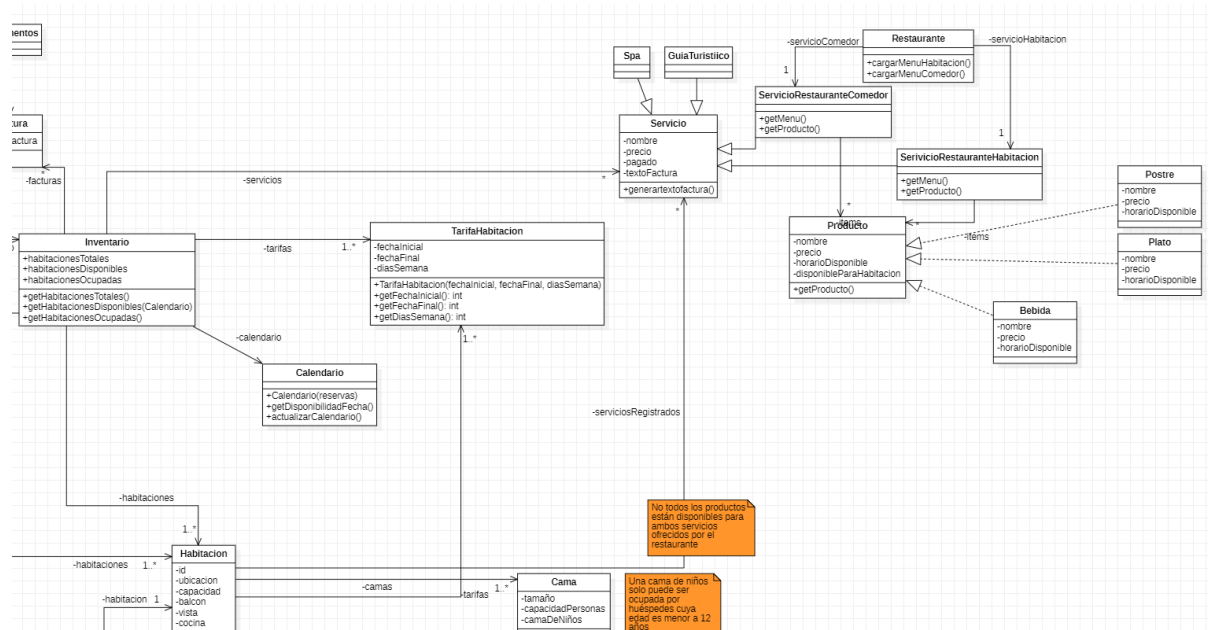 entos
Spa
GuiaTuristiico
-servicioComedor
1
Restaurante
+cargarMenuHabitacion()
+cargarMenuComedor()
-servicioHabitacion
1
ServicioRestauranteComedor
+getMenu()
+getProducto()
tura
actura
*
-facturas
-servicios
*
Servicio
-nombre
-precio
-pagado
-textoFactura
+generartextofactura()
*
SerivicioRestauranteHabitacion
+getMenu()
+getProducto()
Postre
-nombre
-precio
-horarioDisponible
*
-items
*
-items
Producto
-nombre
-precio
-horarioDisponible
-disponibleParaHabitacion
+getProducto()
Plato
-nombre
-precio
-horarioDisponible
Bebida
-nombre
-precio
-horarioDisponible
Inventario
+habitacionesTotales
+habitacionesDisponibles
+habitacionesOcupadas
+getHabitacionesTotales()
+getHabitacionesDisponibles(Calendario)
+getHabitacionesOcupadas()
-tarifas
1..*
TarifaHabitacion
-fechaInicial
-fechaFinal
-diasSemana
+TarifaHabitacion(fechaInicial, fechaFinal, diasSemana)
+getFechaInicial(): int
+getFechaFinal(): int
+getDiasSemana(): int
1..*
-calendario
Calendario
+Calendario(reservas)
+getDisponibilidadFecha()
+actualizarCalendario()
-serviciosRegistrados
-habitaciones
1..*
No todos los productos
están disponibles para
ambos servicios
ofrecidos por el
restaurante
Habitacion
-id
-ubicacion
-capacidad
-balcon
-vista
-cocina
-habitaciones
1..*
-habitacion
1
-camas
-tarifas
1..*
Cama
-tamaño
-capacidadPersonas
-camaDeNiños
Una cama de niños
solo puede ser
ocupada por
huéspedes cuya
edad es menor a 12
años